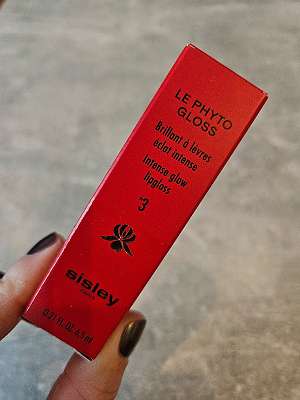 LE PHYTO
GLOSS
Brillant à lèvres
éclat intense
Intense glow
lipgloss
3
sisley
PARIS
0.21 FL.OZ. 6.5 ml